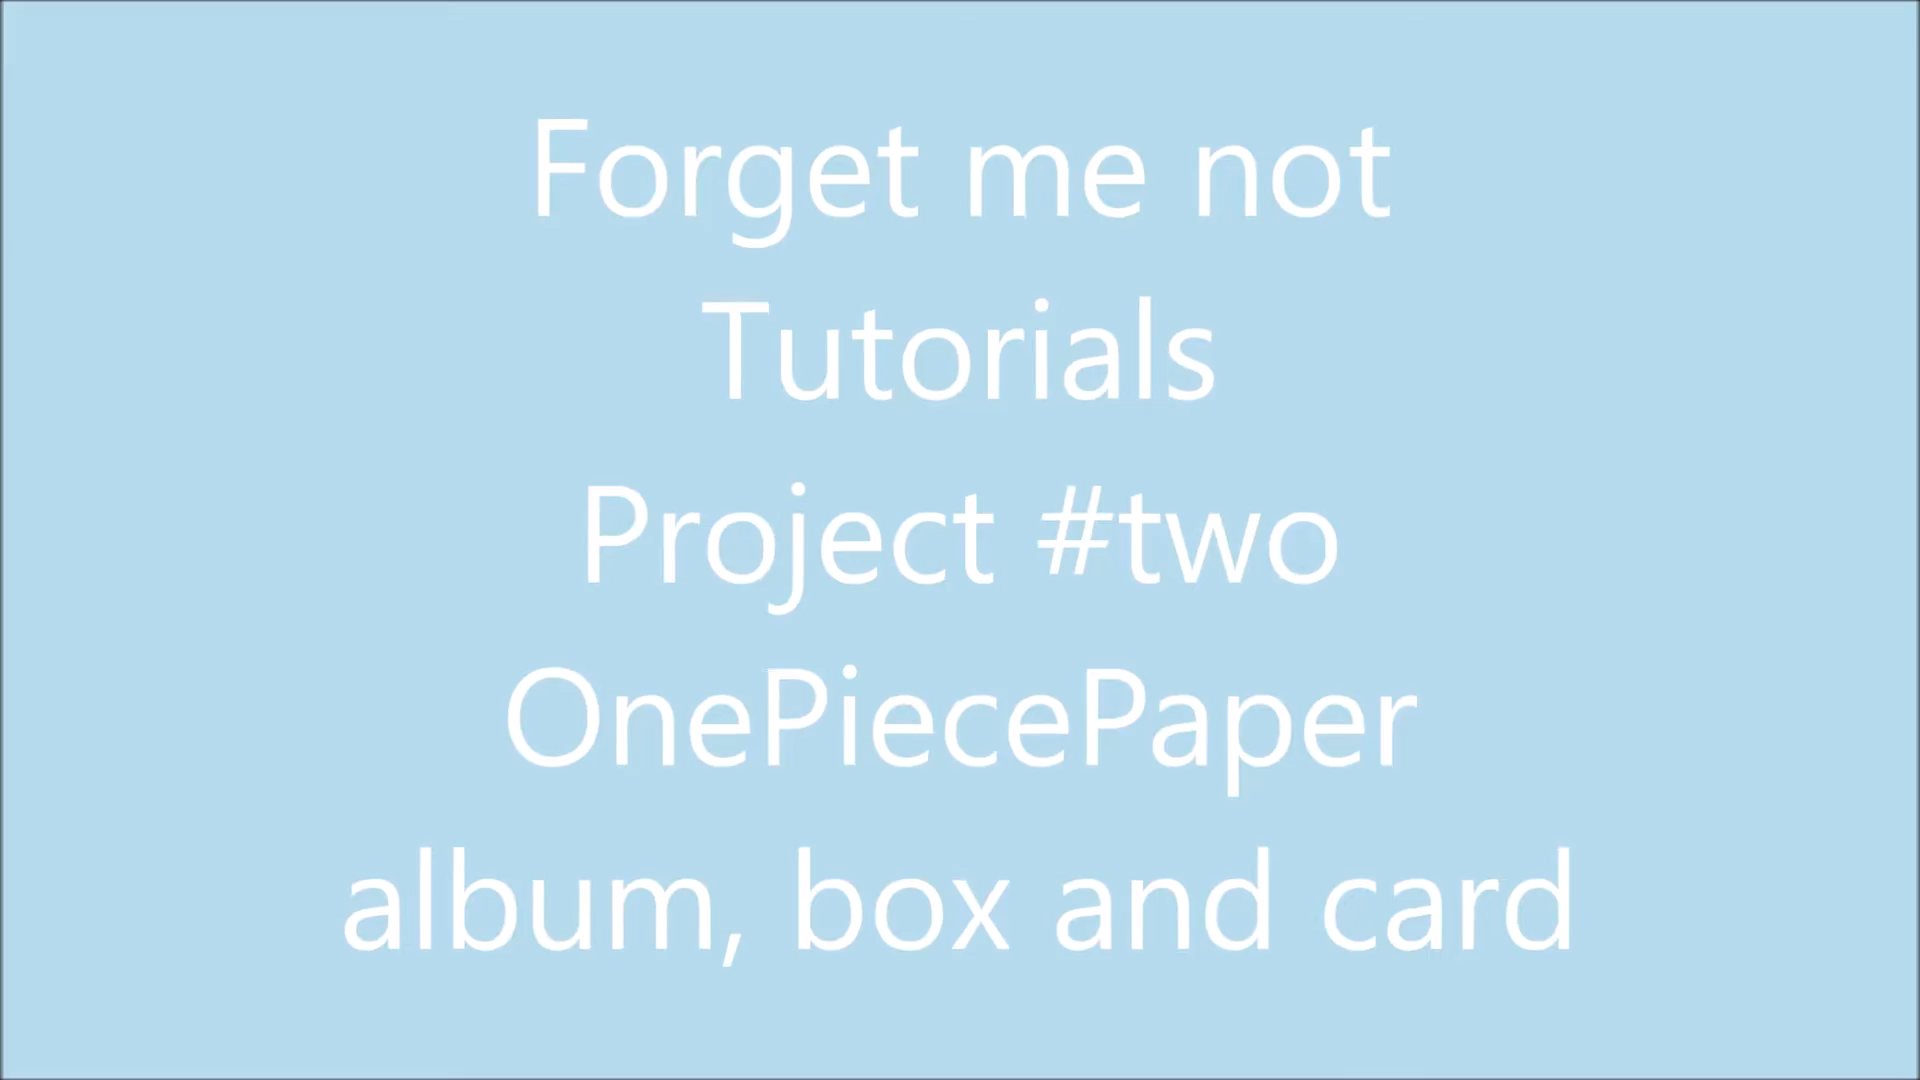 Forget me not
Tutorials
Project #two
OnePiecePaper
album, box and card